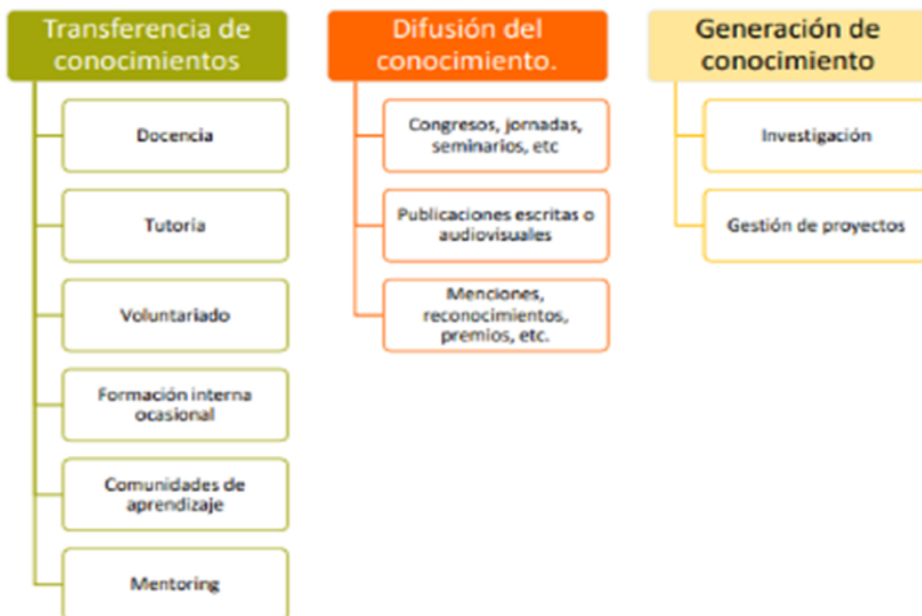 Transferencia de
conocimientos
Docencia
Tutoría
Voluntariado
Formación interna
ocasional
Comunidades de
aprendizaje
Mentoring
Difusión del
conocimiento.
Congresos, jornadas,
seminarios, etc
Publicaciones escritas o
audiovisuales
Menciones,
reconocimientos,
premios, etc.
Generación de
conocimiento
Investigación
Gestión de proyectos